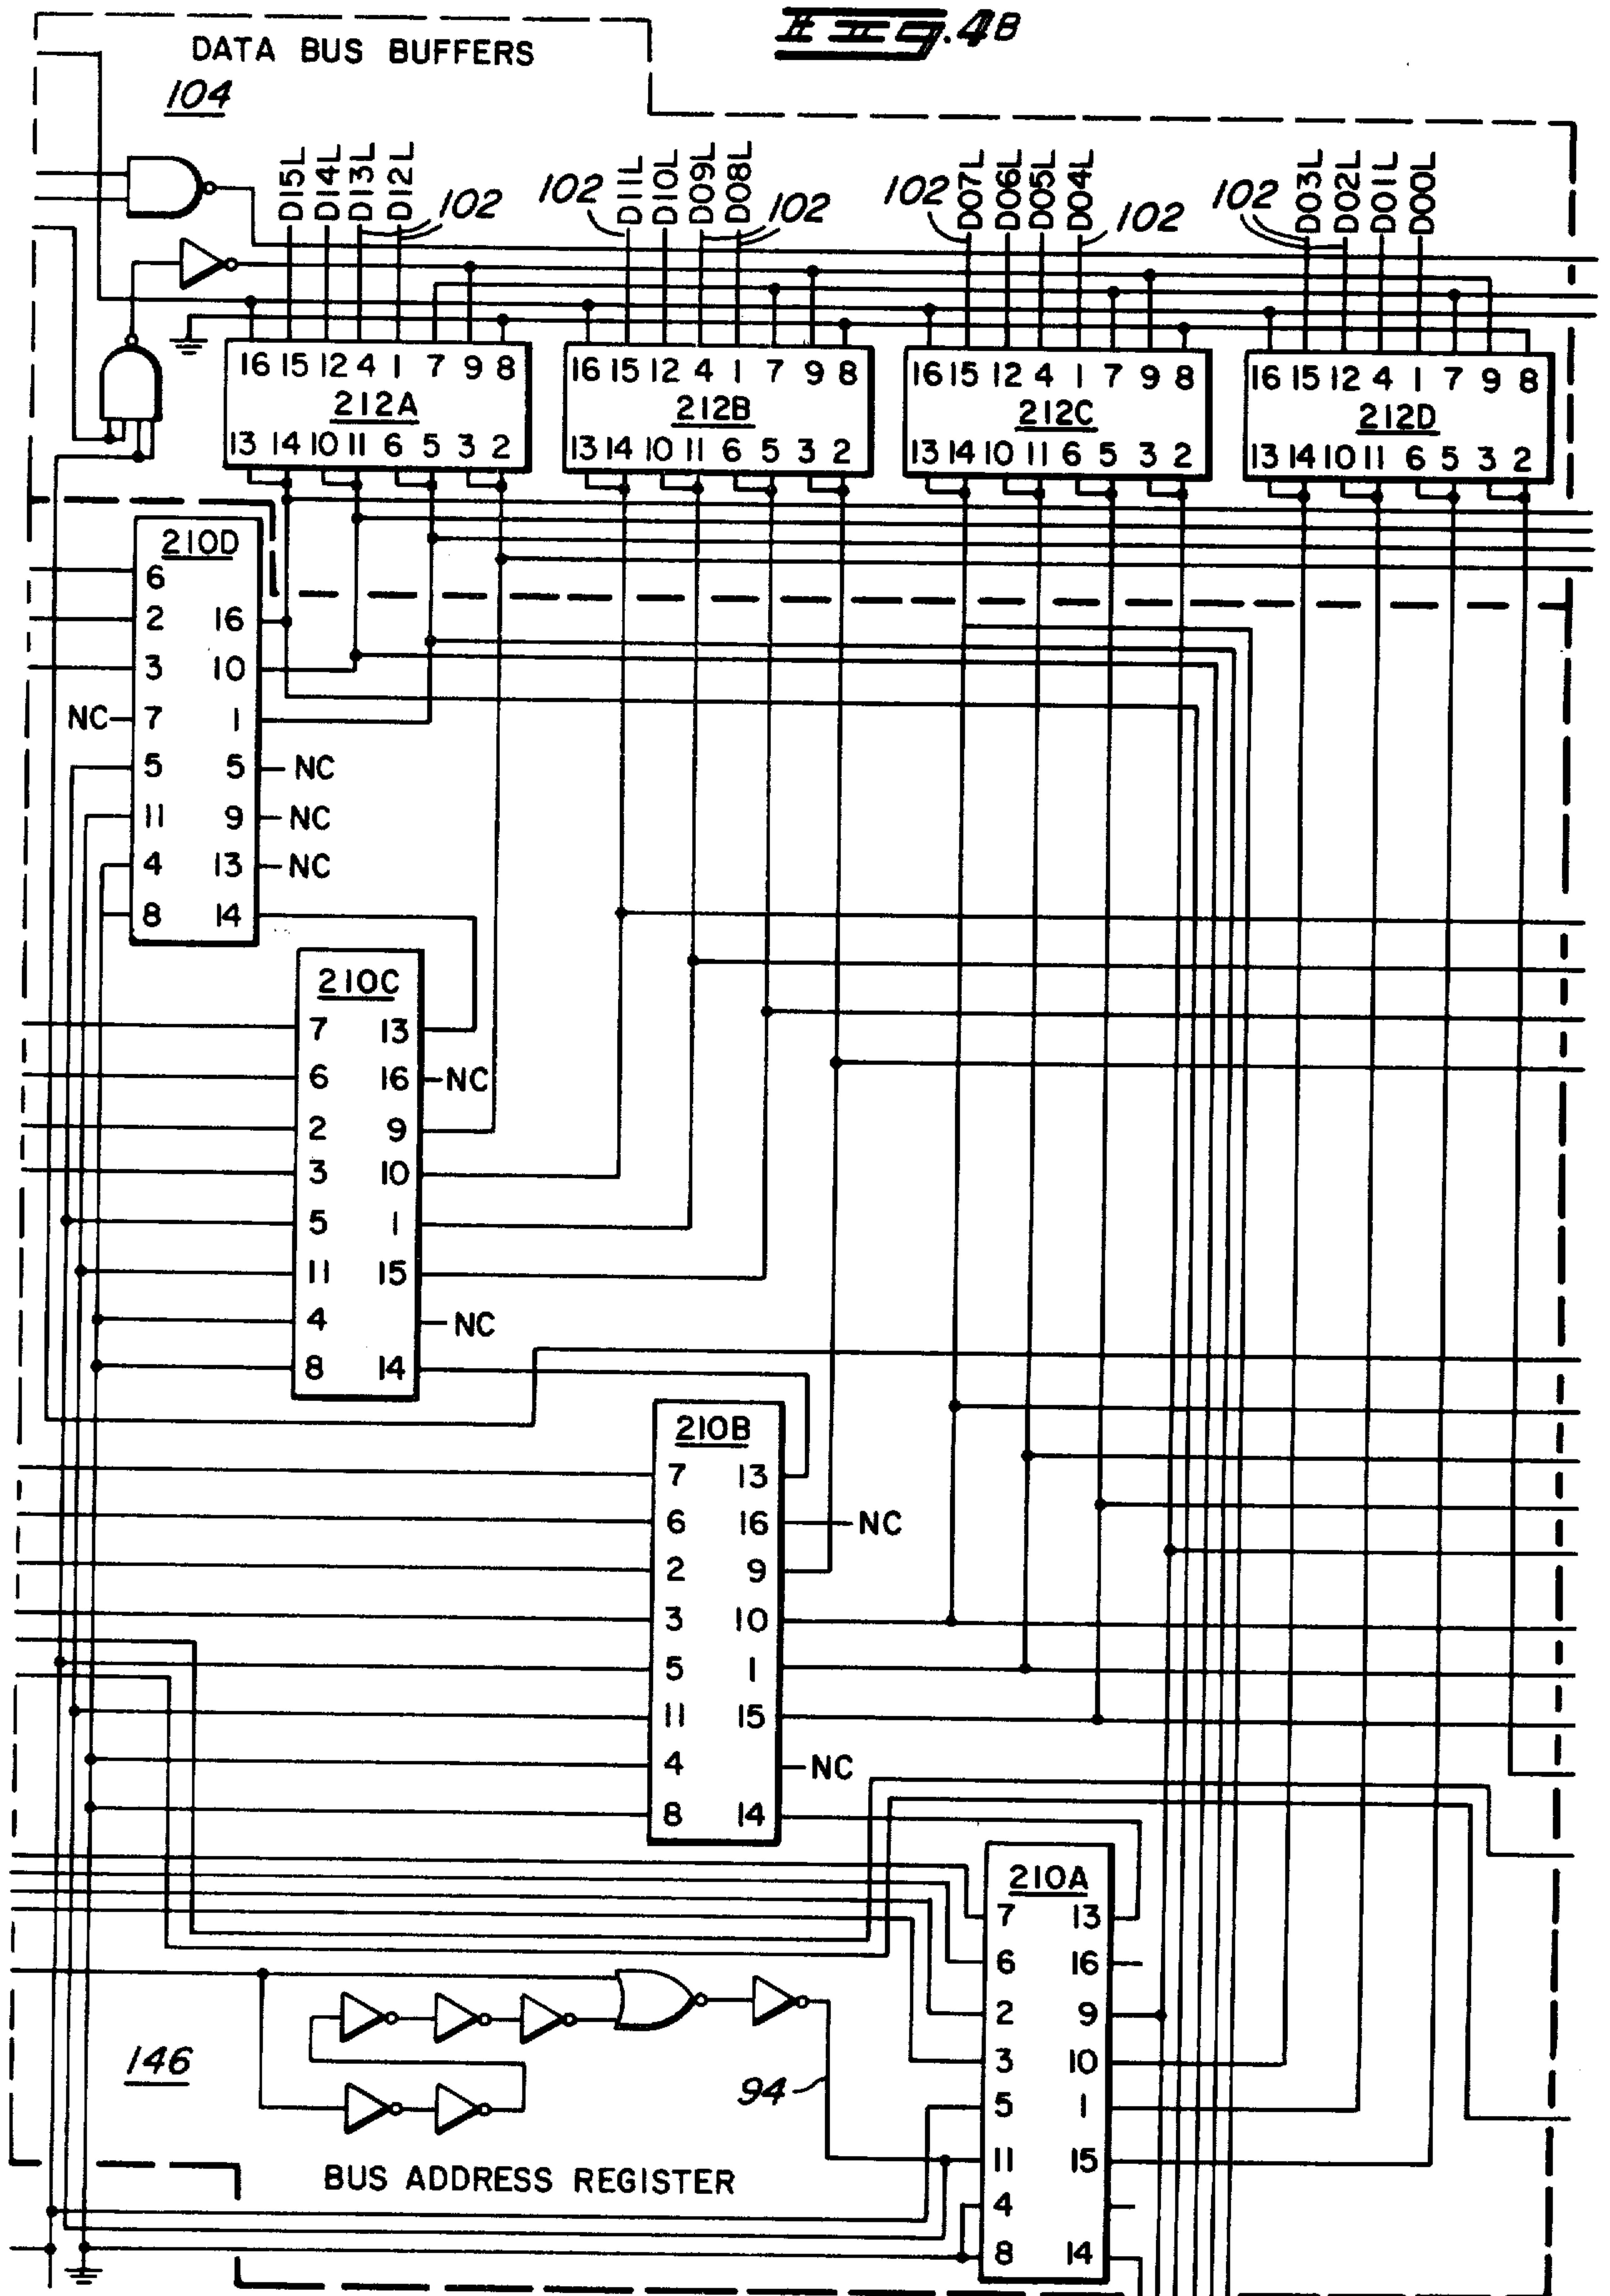 Fig. 4B
DATA BUS BUFFERS
104
D15L D14L D13L D12L 102
102 D11L D10L D09L D08L 102
102 D07L D06L D05L D04L 102
102 D03L D02L D01L D00L
16 15 12 4 1 7 9 8
212A
13 14 10 11 6 5 3 2
16 15 12 4 1 7 9 8
212B
13 14 10 11 6 5 3 2
16 15 12 4 1 7 9 8
212C
13 14 10 11 6 5 3 2
16 15 12 4 1 7 9 8
212D
13 14 10 11 6 5 3 2
210D
6
2 16
3 10
NC 7 1
5 5 NC
11 9 NC
4 13 NC
8 14
210C
7 13
6 16 NC
2 9
3 10
5 1
11 15
4 NC
8 14
210B
7 13
6 16 NC
2 9
3 10
5 1
11 15
4 NC
8 14
210A
7 13
6 16
2 9
3 10
5 1
11 15
4
8 14
146
94
BUS ADDRESS REGISTER